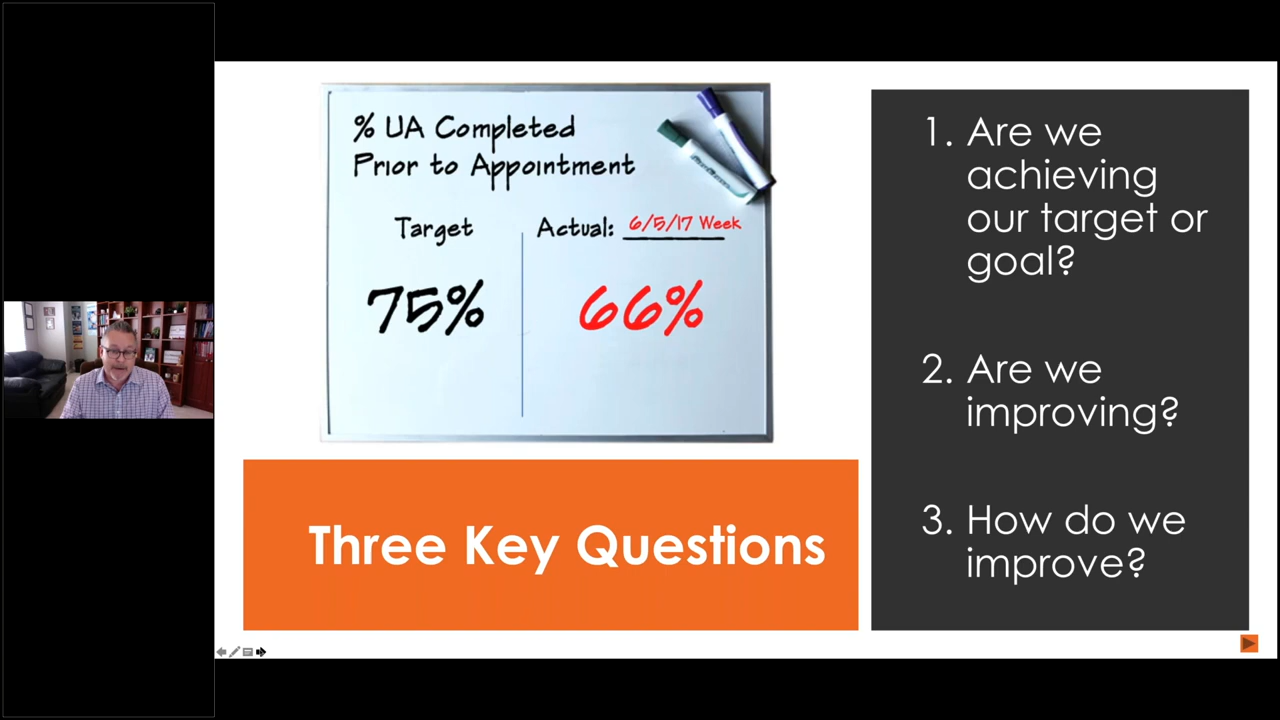 % UA Completed
Prior to Appointment
Target
Actual: 6/5/17 Week
75%
66%
Three Key Questions
1. Are we
achieving
our target or
goal?
2. Are we
improving?
3. How do we
improve?